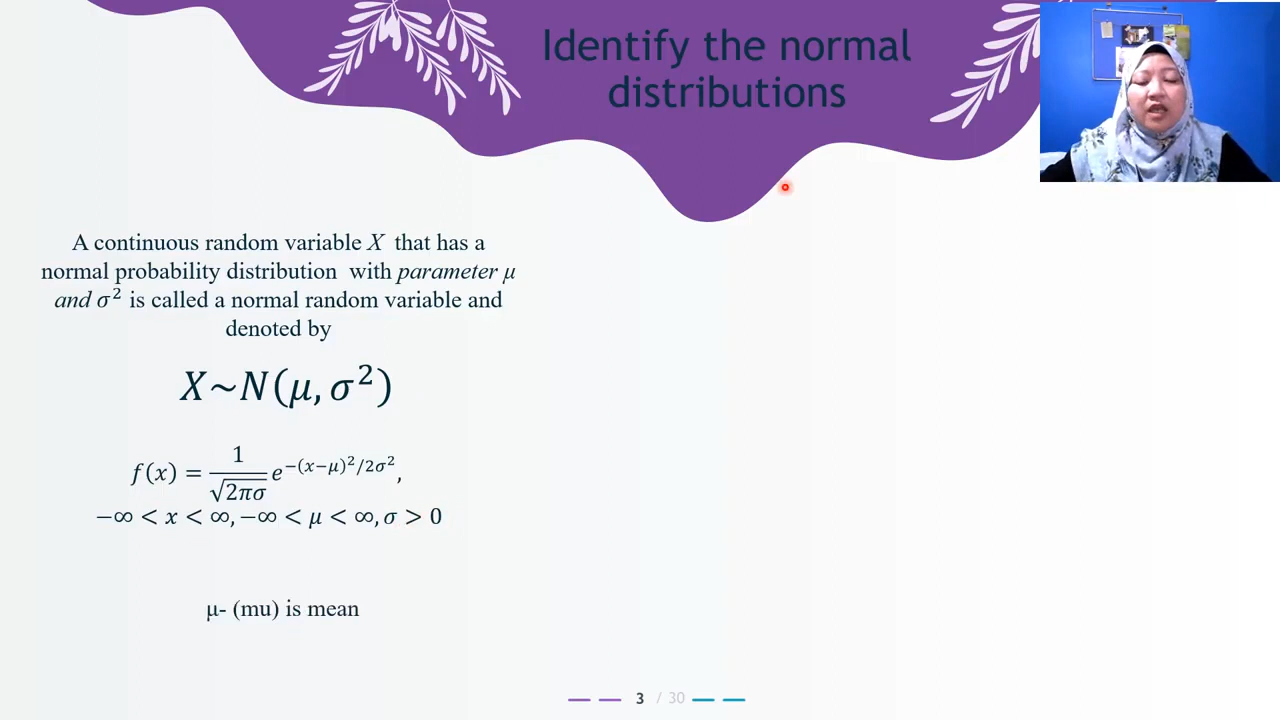 Identify the normal
distributions
A continuous random variable X that has a
normal probability distribution with parameter μ
and σ² is called a normal random variable and
denoted by
X~N(μ, σ²)
f(x) = 1/√2πσ e^−(x−μ)²/2σ²,
−∞ < x < ∞, −∞ < μ < ∞, σ > 0
μ- (mu) is mean
3 / 30